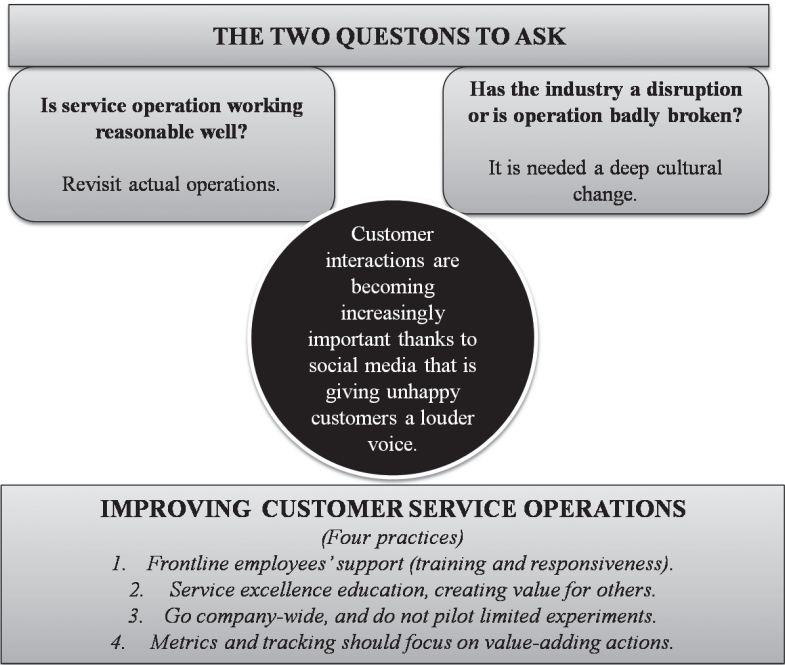 THE TWO QUESTONS TO ASK
Is service operation working
reasonable well?
Revisit actual operations.
Has the industry a disruption
or is operation badly broken?
It is needed a deep cultural
change.
Customer
interactions are
becoming
increasingly
important thanks to
social media that is
giving unhappy
customers a louder
voice.
IMPROVING CUSTOMER SERVICE OPERATIONS
(Four practices)
1. Frontline employees' support (training and responsiveness).
2. Service excellence education, creating value for others.
3. Go company-wide, and do not pilot limited experiments.
4. Metrics and tracking should focus on value-adding actions.